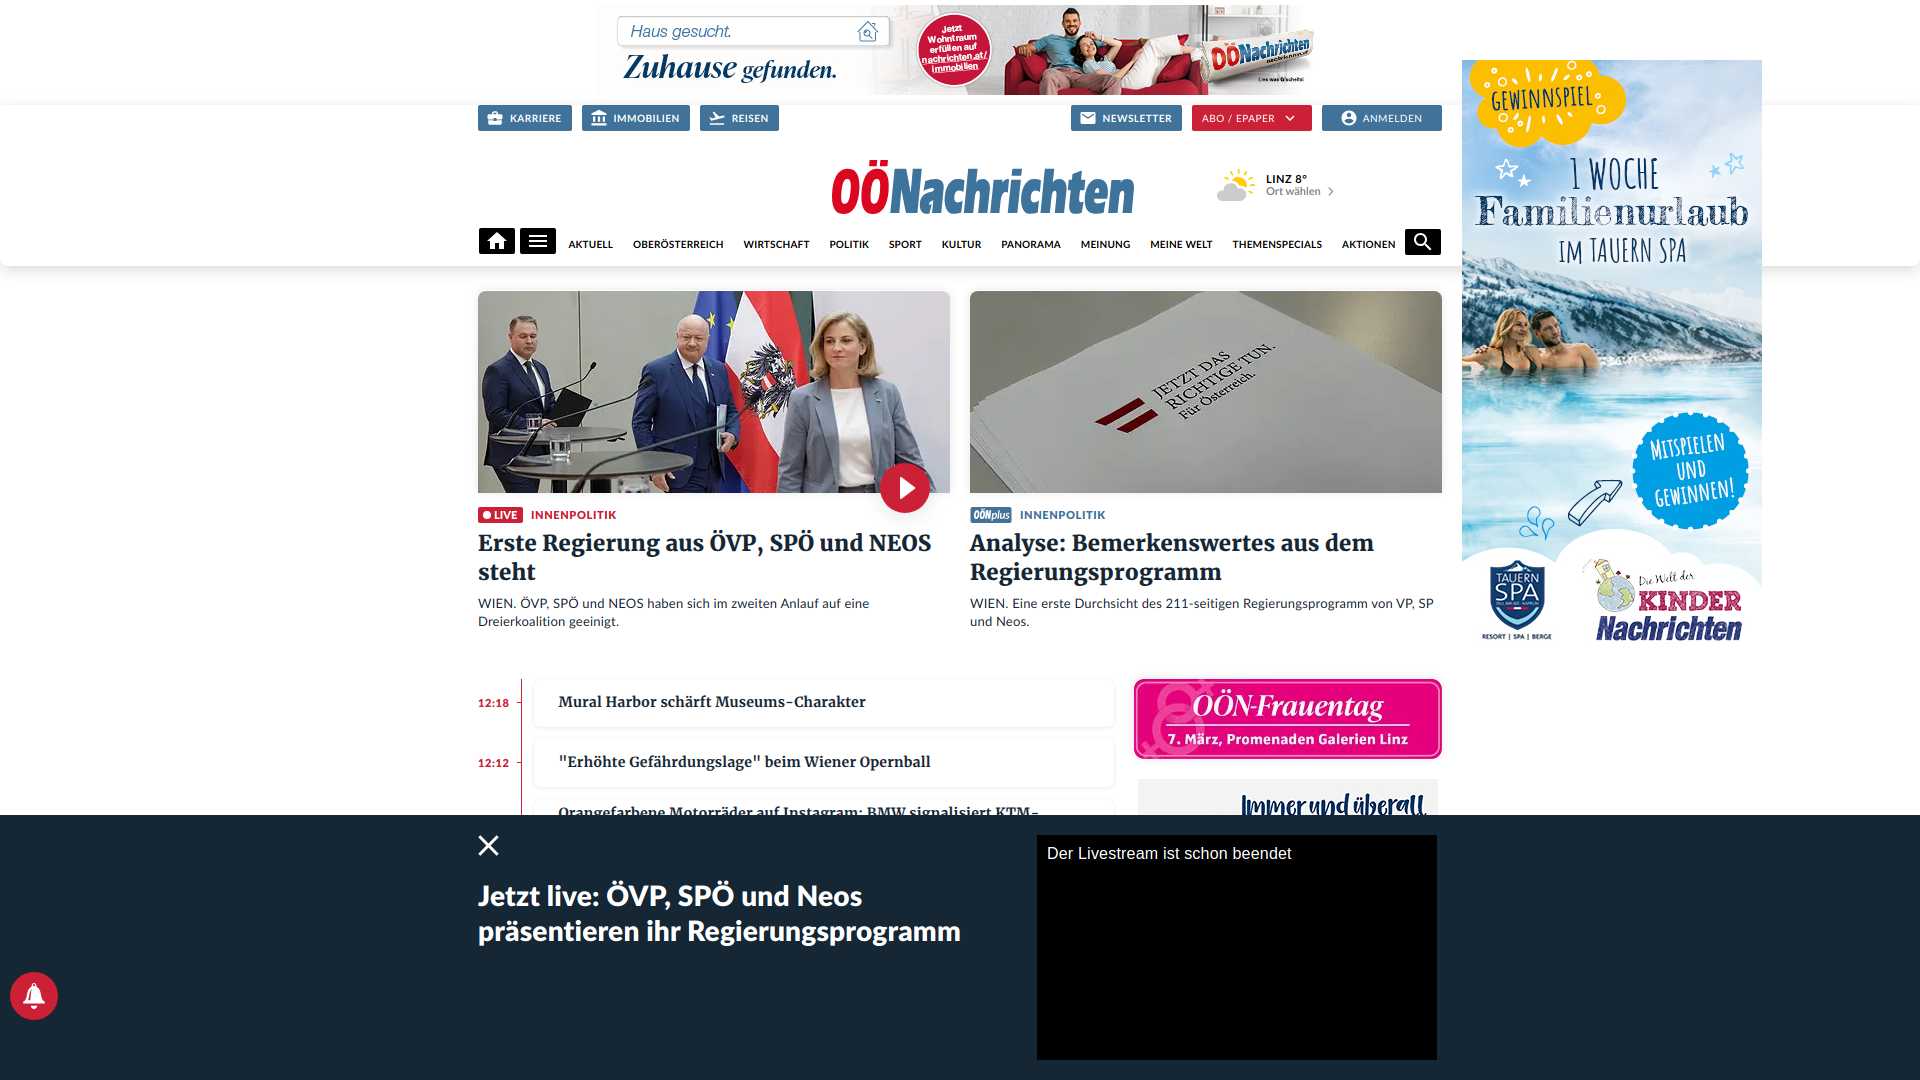 Haus gesucht.
Zuhause gefunden.
Jetzt
Wohntraum
erfüllen auf
nachrichten.at/
immobilien
OÖNachrichten
Lies was G'scheites!
KARRIERE
IMMOBILIEN
REISEN
NEWSLETTER
ABO / EPAPER
ANMELDEN
OÖNachrichten
LINZ 8°
Ort wählen
AKTUELL
OBERÖSTERREICH
WIRTSCHAFT
POLITIK
SPORT
KULTUR
PANORAMA
MEINUNG
MEINE WELT
THEMENSPECIALS
AKTIONEN
GEWINNSPIEL
1 WOCHE
Familienurlaub
IM TAUERN SPA
MITSPIELEN
UND
GEWINNEN!
TAUERN
SPA
RESORT | SPA | BERGE
Die Welt der
KINDER
Nachrichten
JETZT DAS
RICHTIGE TUN.
Für Österreich.
LIVE INNENPOLITIK
Erste Regierung aus ÖVP, SPÖ und NEOS
steht
WIEN. ÖVP, SPÖ und NEOS haben sich im zweiten Anlauf auf eine
Dreierkoalition geeinigt.
OÖNplus INNENPOLITIK
Analyse: Bemerkenswertes aus dem
Regierungsprogramm
WIEN. Eine erste Durchsicht des 211-seitigen Regierungsprogramm von VP, SP
und Neos.
12:18 Mural Harbor schärft Museums-Charakter
12:12 "Erhöhte Gefährdungslage" beim Wiener Opernball
Orangefarbene Motorräder auf Instagram: BMW signalisiert KTM-
OÖN-Frauentag
7. März, Promenaden Galerien Linz
Immer und überall
Jetzt live: ÖVP, SPÖ und Neos
präsentieren ihr Regierungsprogramm
Der Livestream ist schon beendet